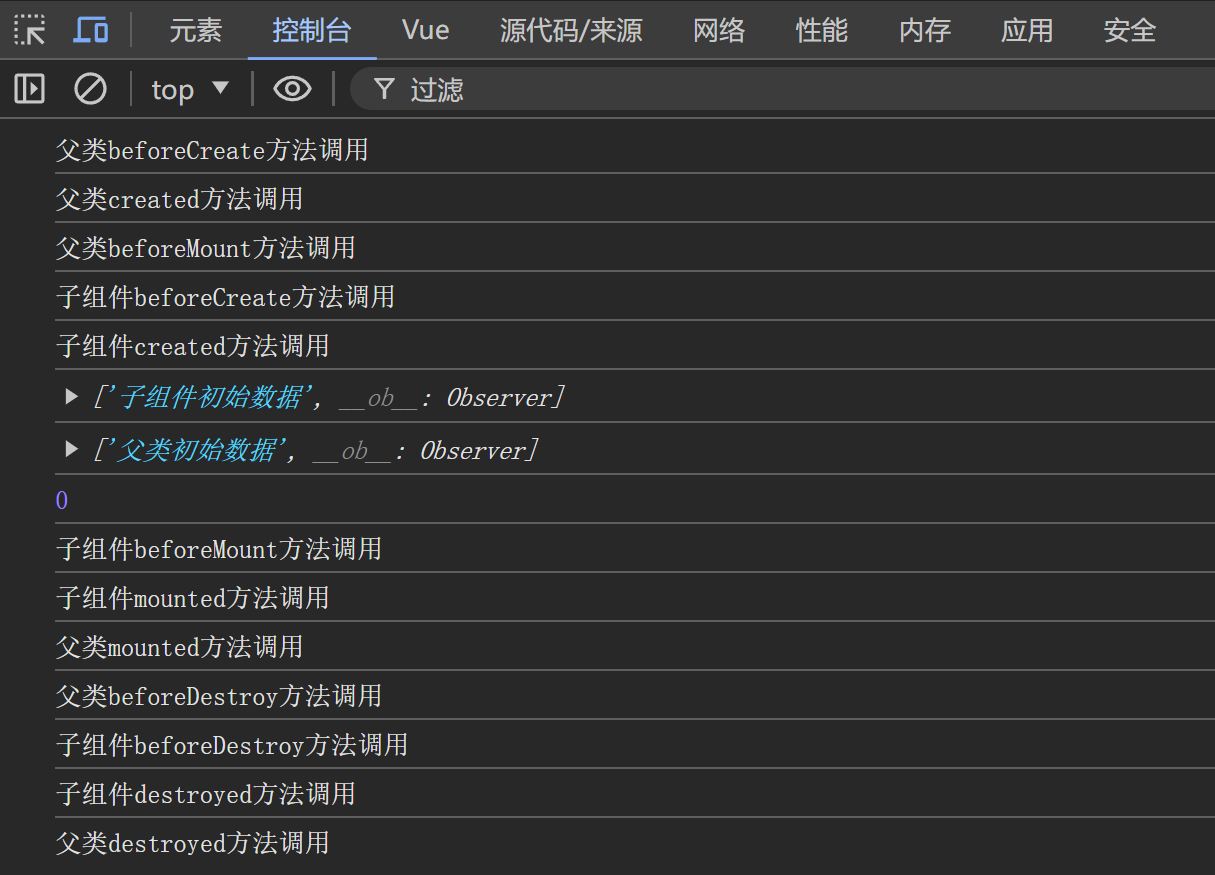 元素 控制台 Vue 源代码/来源 网络 性能 内存 应用 安全
top 过滤
父类beforeCreate方法调用
父类created方法调用
父类beforeMount方法调用
子组件beforeCreate方法调用
子组件created方法调用
['子组件初始数据', __ob__: Observer]
['父类初始数据', __ob__: Observer]
0
子组件beforeMount方法调用
子组件mounted方法调用
父类mounted方法调用
父类beforeDestroy方法调用
子组件beforeDestroy方法调用
子组件destroyed方法调用
父类destroyed方法调用